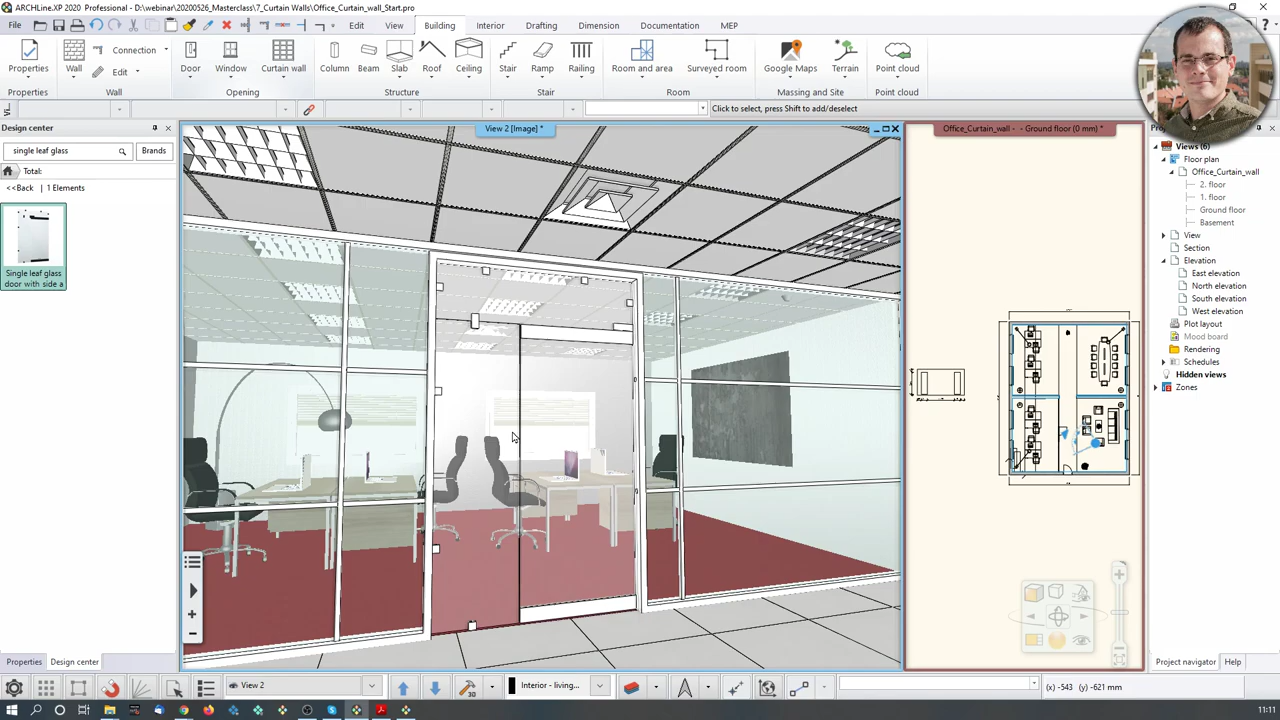 ARCHLine.XP 2020 Professional - D:\webinar\20200526_Masterclass\7_Curtain Walls\Office_Curtain_wall_Start.pro
File
Edit
View
Building
Interior
Drafting
Dimension
Documentation
MEP
Properties
Wall
Connection
Edit
Door
Window
Curtain wall
Column
Beam
Slab
Roof
Ceiling
Stair
Ramp
Railing
Room and area
Surveyed room
Google Maps
Terrain
Point cloud
Properties
Wall
Opening
Structure
Stair
Room
Massing and Site
Point cloud
Click to select, press Shift to add/deselect
Design center
View 2 [Image] *
Office_Curtain_wall - - Ground floor (0 mm) *
single leaf glass
Brands
Total:
<<Back | 1 Elements
Single leaf glass
door with side a
Views (6)
Floor plan
Office_Curtain_wall
2. floor
1. floor
Ground floor
Basement
View
Section
Elevation
East elevation
North elevation
South elevation
West elevation
Plot layout
Mood board
Rendering
Schedules
Hidden views
Zones
Properties
Design center
Project navigator
Help
View 2
Interior - living...
(x) -543 (y) -621 mm
11:11